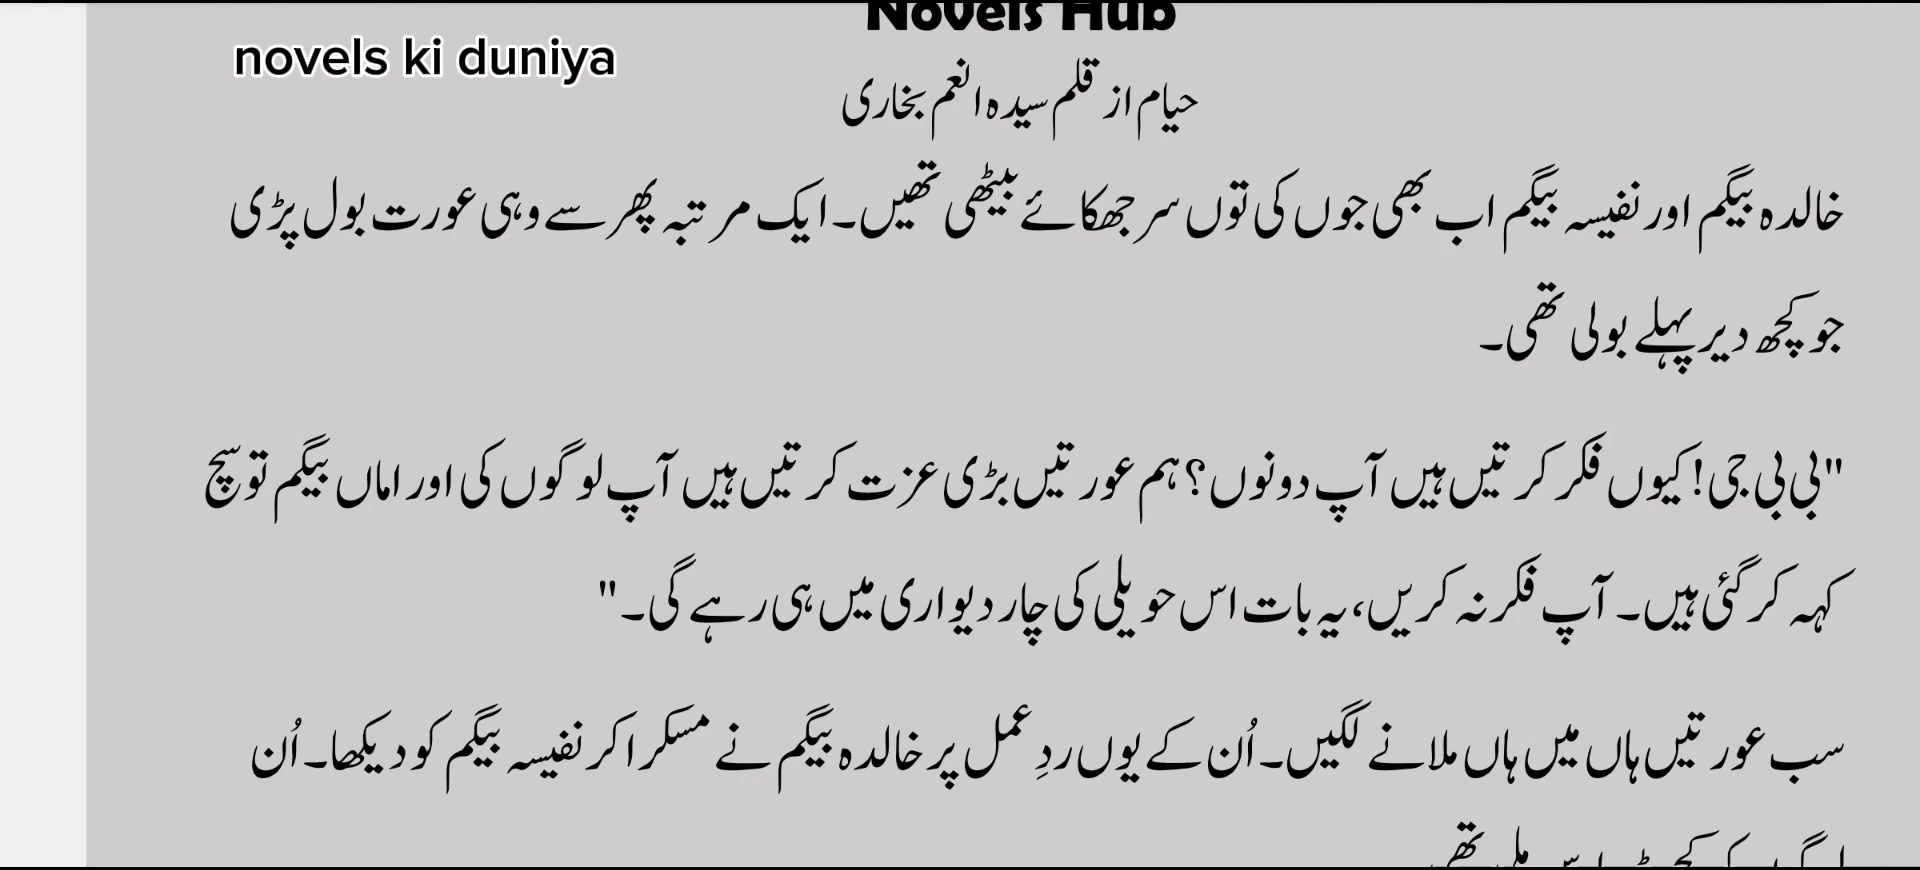 Novels Hub
novels ki duniya
حیام از قلم سیدہ انعم بخاری
خالدہ بیگم اور نفیسہ بیگم اب بھی جوں کی توں سر جھکائے بیٹھی تھیں۔ ایک مرتبہ پھر سے وہی عورت بول پڑی
جو کچھ دیر پہلے بولی تھی۔
"بی بی جی! کیوں فکر کرتیں ہیں آپ دونوں؟ ہم عورتیں بڑی عزت کرتیں ہیں آپ لوگوں کی اور اماں بیگم تو سچ
کہہ کر گئی ہیں۔ آپ فکر نہ کریں، یہ بات اس حویلی کی چار دیواری میں ہی رہے گی۔"
سب عورتیں ہاں میں ہاں ملانے لگیں۔ اُن کے یوں ردِ عمل پر خالدہ بیگم نے مسکرا کر نفیسہ بیگم کو دیکھا۔ اُن